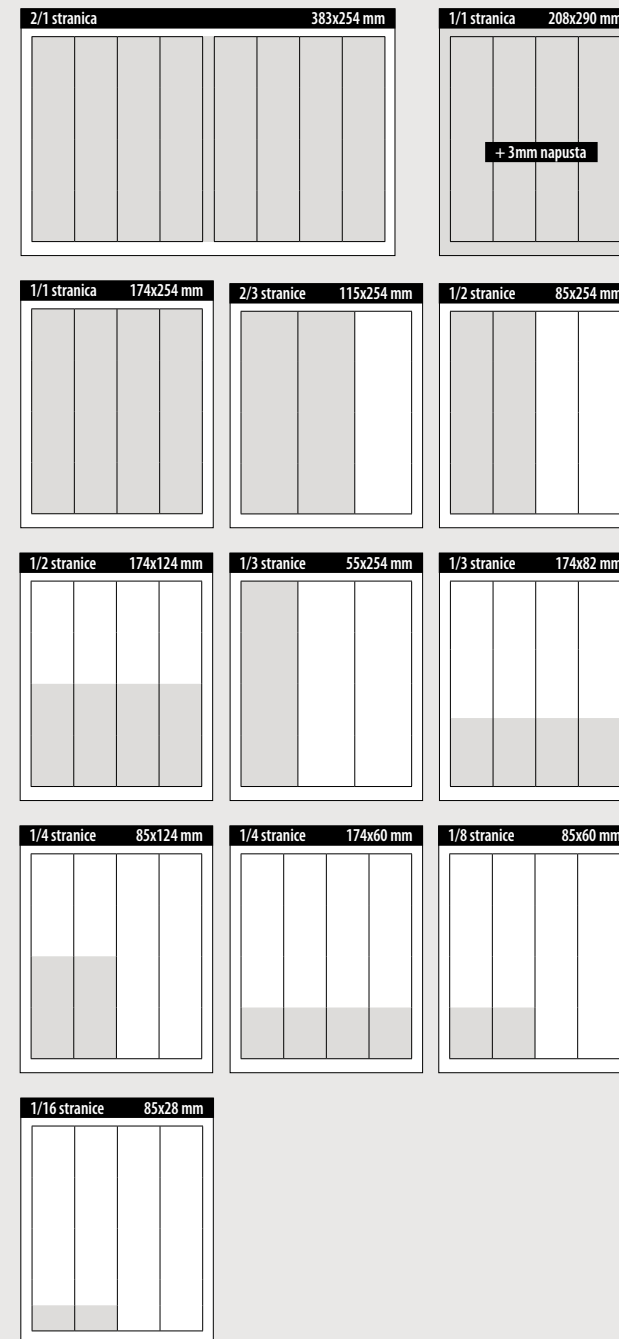 2/1 stranica 383x254 mm
1/1 stranica 208x290 mm
+ 3mm napusta
1/1 stranica 174x254 mm
2/3 stranice 115x254 mm
1/2 stranice 85x254 mm
1/2 stranice 174x124 mm
1/3 stranice 55x254 mm
1/3 stranice 174x82 mm
1/4 stranice 85x124 mm
1/4 stranice 174x60 mm
1/8 stranice 85x60 mm
1/16 stranice 85x28 mm